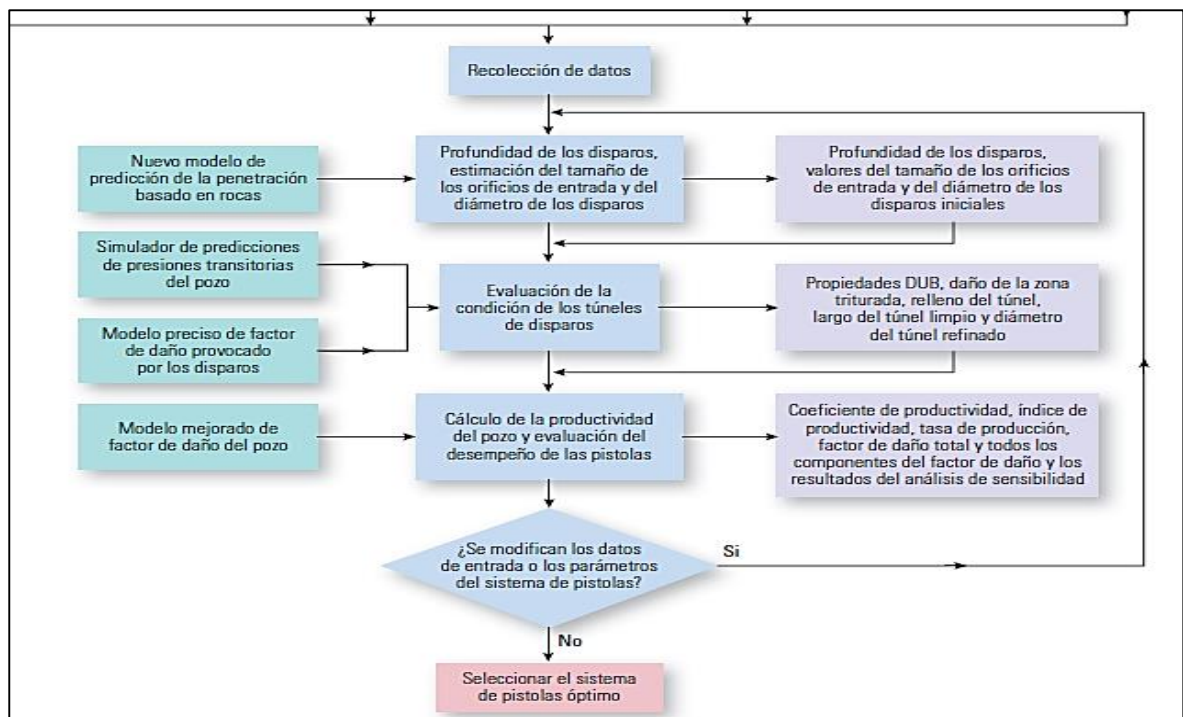 Recolección de datos
Nuevo modelo de
predicción de la penetración
basado en rocas
Profundidad de los disparos,
estimación del tamaño de
los orificios de entrada y del
diámetro de los disparos
Profundidad de los disparos,
valores del tamaño de los orificios
de entrada y del diámetro de los
disparos iniciales
Simulador de predicciones
de presiones transitorias
del pozo
Modelo preciso de factor
de daño provocado
por los disparos
Evaluación de la
condición de los túneles
de disparos
Propiedades DUB, daño de la zona
triturada, relleno del túnel,
largo del túnel limpio y diámetro
del túnel refinado
Modelo mejorado de
factor de daño del pozo
Cálculo de la productividad
del pozo y evaluación del
desempeño de las pistolas
Coeficiente de productividad, índice de
productividad, tasa de producción,
factor de daño total y todos los
componentes del factor de daño y los
resultados del análisis de sensibilidad
¿Se modifican los datos
de entrada o los parámetros
del sistema de pistolas?
Si
No
Seleccionar el sistema
de pistolas óptimo